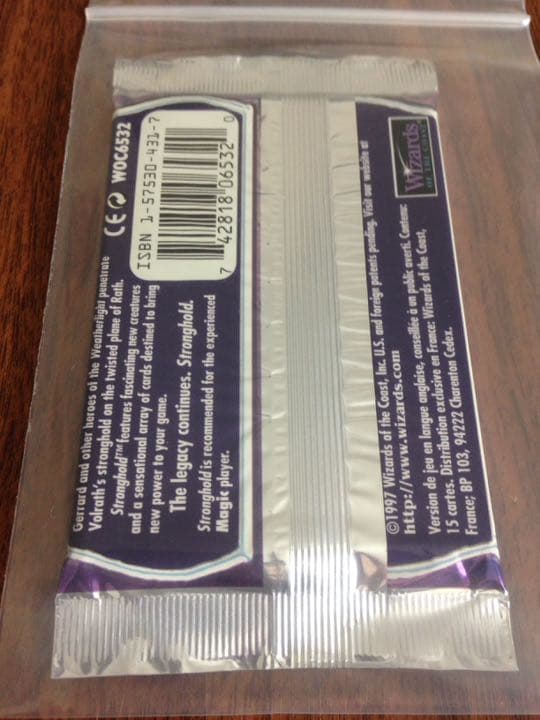 Gerrard and other heroes of the Weatherlight penetrate
Volrath's stronghold on the twisted plane of Rath.
Stronghold™ features fascinating new creatures
and a sensational array of cards destined to bring
new power to your game.
The legacy continues. Stronghold.
Stronghold is recommended for the experienced
Magic player.
CE WOC6532
ISBN 1-57530-431-7
7 42818 06532 0
©1997 Wizards of the Coast, Inc. U.S. and foreign patents pending. Visit our website at
http://www.wizards.com
Version de jeu en langue anglaise, conseillée à un public averti. Contenu:
15 cartes. Distribution exclusive en France: Wizards of the Coast,
France; BP 103, 94222 Charenton Cedex.
Wizards
OF THE COAST